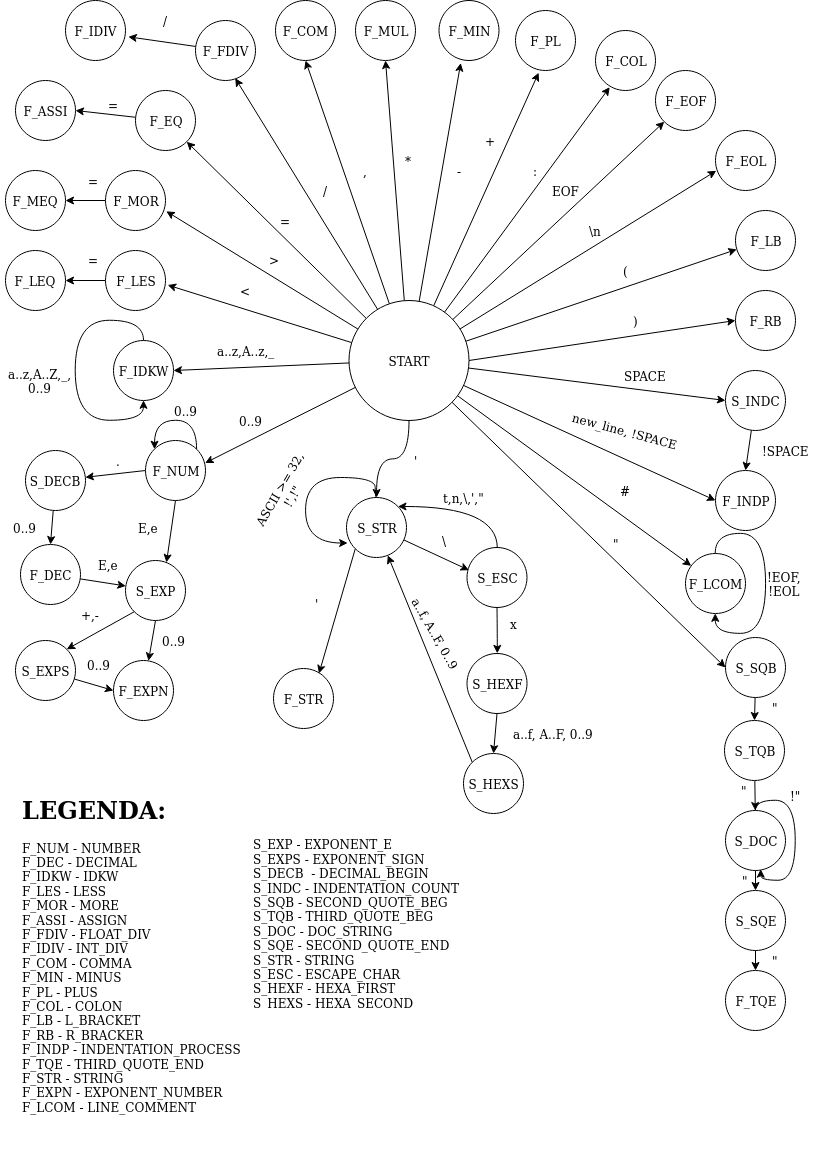 F_IDIV
/
F_FDIV
F_COM
F_MUL
F_MIN
F_PL
F_COL
F_EOF
F_EOL
F_ASSI
=
F_EQ
F_MEQ
=
F_MOR
F_LEQ
=
F_LES
/
,
*
-
+
:
EOF
\n
(
)
=
>
<
F_LB
F_RB
START
a..z,A..z,_
F_IDKW
a..z,A..Z,_,
0..9
SPACE
S_INDC
!SPACE
new_line, !SPACE
F_INDP
0..9
0..9
F_NUM
.
S_DECB
E,e
0..9
F_DEC
E,e
S_EXP
+,-
0..9
S_EXPS
0..9
F_EXPN
'
ASCII >= 32,
!',!"
S_STR
t,n,\,',"
\
S_ESC
'
x
F_STR
a..f, A..F, 0..9
S_HEXF
a..f, A..F, 0..9
S_HEXS
#
"
F_LCOM
!EOF,
!EOL
S_SQB
"
S_TQB
"
!"
S_DOC
"
S_SQE
"
F_TQE
LEGENDA:
F_NUM - NUMBER
F_DEC - DECIMAL
F_IDKW - IDKW
F_LES - LESS
F_MOR - MORE
F_ASSI - ASSIGN
F_FDIV - FLOAT_DIV
F_IDIV - INT_DIV
F_COM - COMMA
F_MIN - MINUS
F_PL - PLUS
F_COL - COLON
F_LB - L_BRACKET
F_RB - R_BRACKER
F_INDP - INDENTATION_PROCESS
F_TQE - THIRD_QUOTE_END
F_STR - STRING
F_EXPN - EXPONENT_NUMBER
F_LCOM - LINE_COMMENT
S_EXP - EXPONENT_E
S_EXPS - EXPONENT_SIGN
S_DECB - DECIMAL_BEGIN
S_INDC - INDENTATION_COUNT
S_SQB - SECOND_QUOTE_BEG
S_TQB - THIRD_QUOTE_BEG
S_DOC - DOC_STRING
S_SQE - SECOND_QUOTE_END
S_STR - STRING
S_ESC - ESCAPE_CHAR
S_HEXF - HEXA_FIRST
S_HEXS - HEXA_SECOND